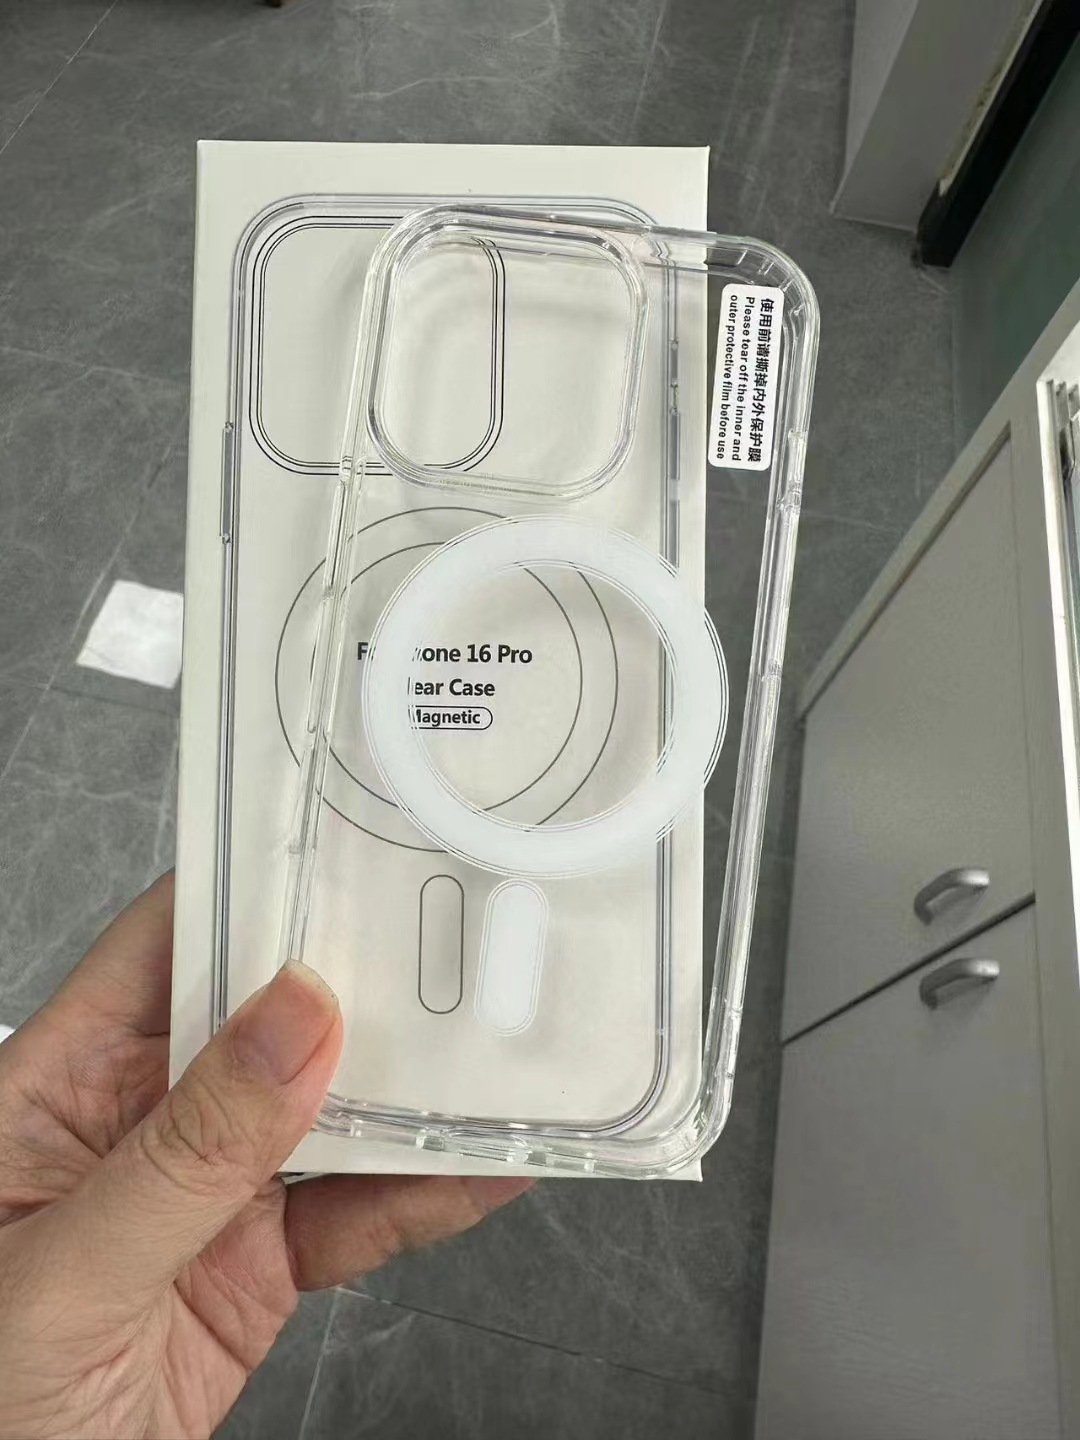 使用前请撕掉内外保护膜
Please tear off the inner and
outer protective film before use
one 16 Pro
ear Case
Magnetic